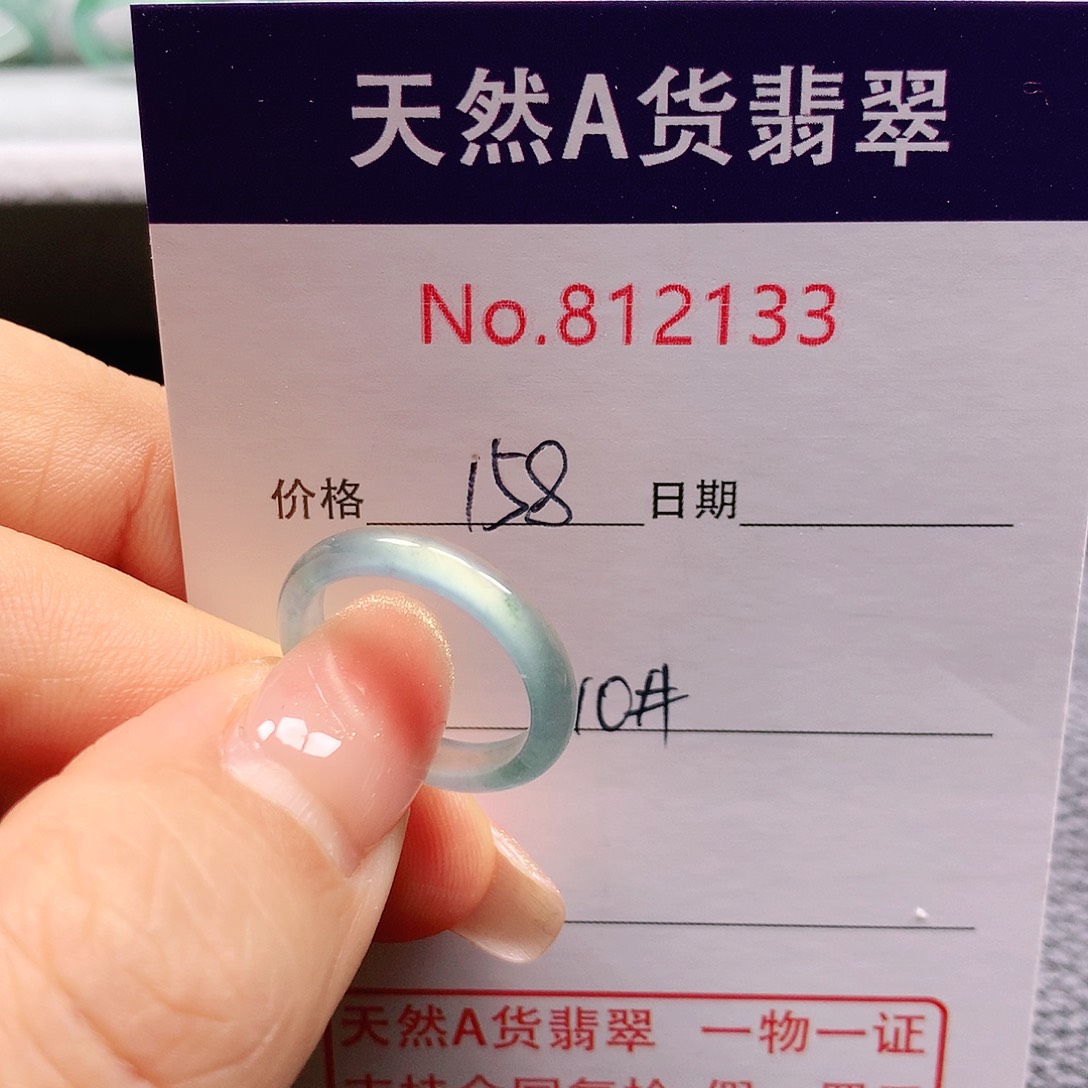 天然A货翡翠
No.812133
价格 158 日期
10#
天然A货翡翠 一物一证